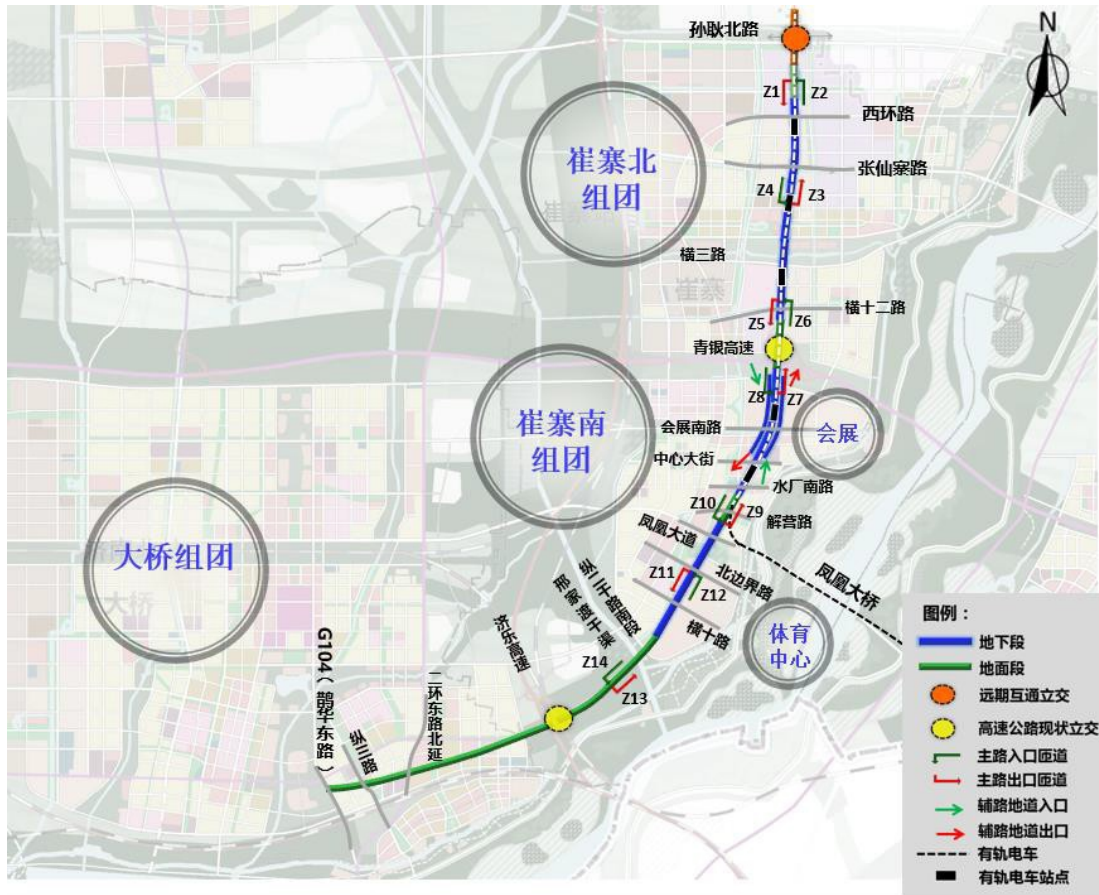 孙耿北路
N
Z1
Z2
西环路
崔寨北
组团
张仙寨路
Z4
Z3
横三路
崔寨
横十二路
Z5
Z6
青银高速
Z8
Z7
崔寨南
组团
会展南路
会展
中心大街
水厂南路
Z10
Z9
解营路
大桥组团
大桥
凤凰大道
北边界路
凤凰大桥
Z11
Z12
纵二干路南段
邢家渡干渠
横十路
体育
中心
济乐高速
Z14
Z13
G104（鹊华东路）
纵三路
二环东路北延
图例：
地下段
地面段
远期互通立交
高速公路现状立交
主路入口匝道
主路出口匝道
辅路地道入口
辅路地道出口
有轨电车
有轨电车站点